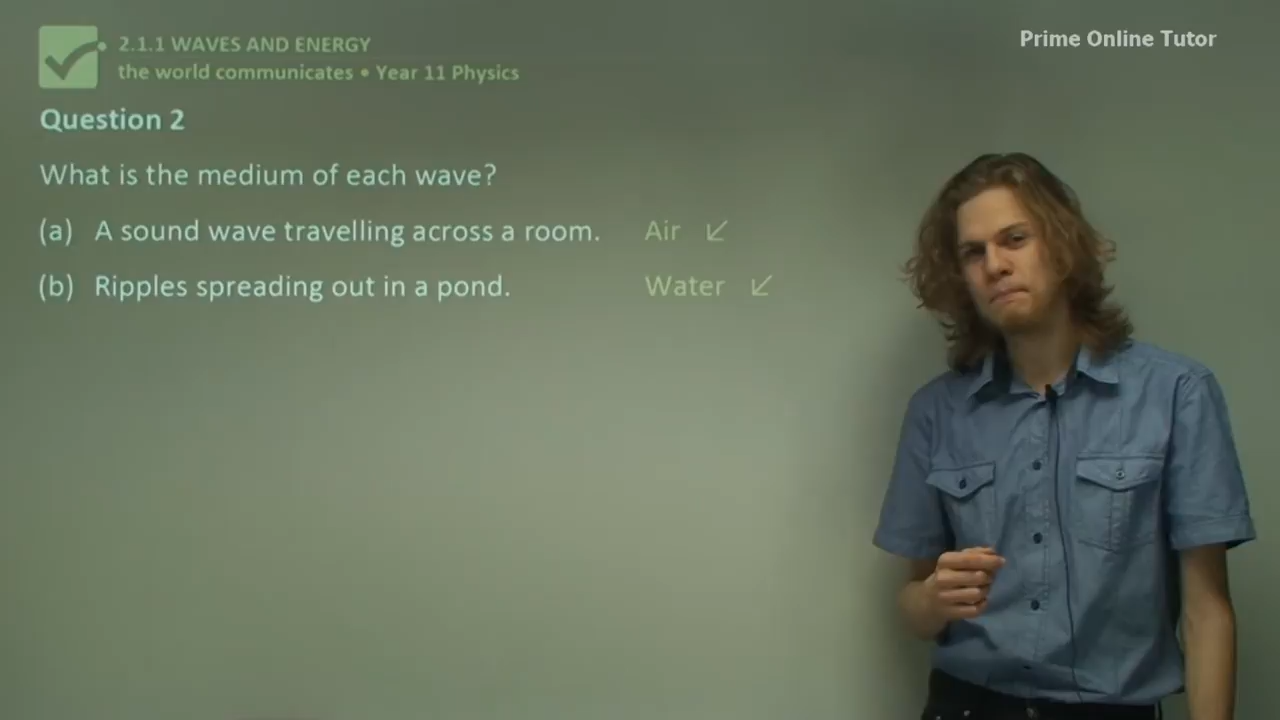 2.1.1 WAVES AND ENERGY
the world communicates • Year 11 Physics
Prime Online Tutor
Question 2
What is the medium of each wave?
(a) A sound wave travelling across a room. Air ↙
(b) Ripples spreading out in a pond. Water ↙